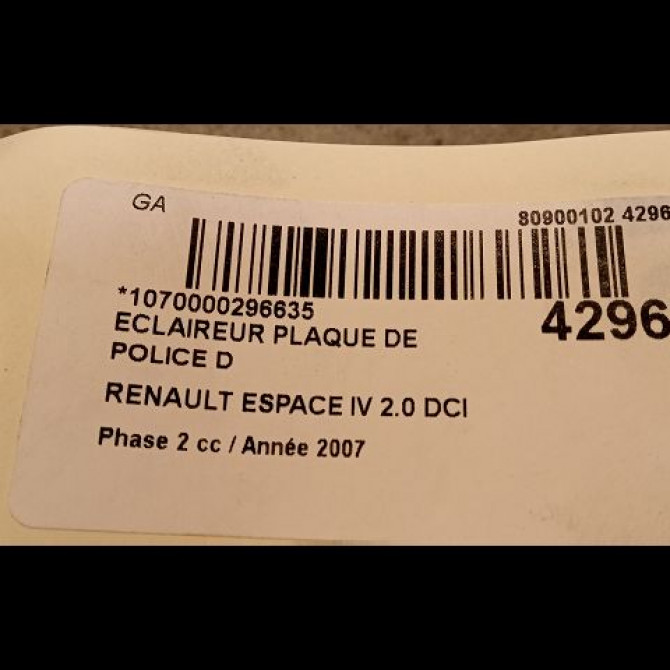 GA
80900102 4296
*1070000296635
4296
ECLAIREUR PLAQUE DE
POLICE D
RENAULT ESPACE IV 2.0 DCI
Phase 2 cc / Année 2007